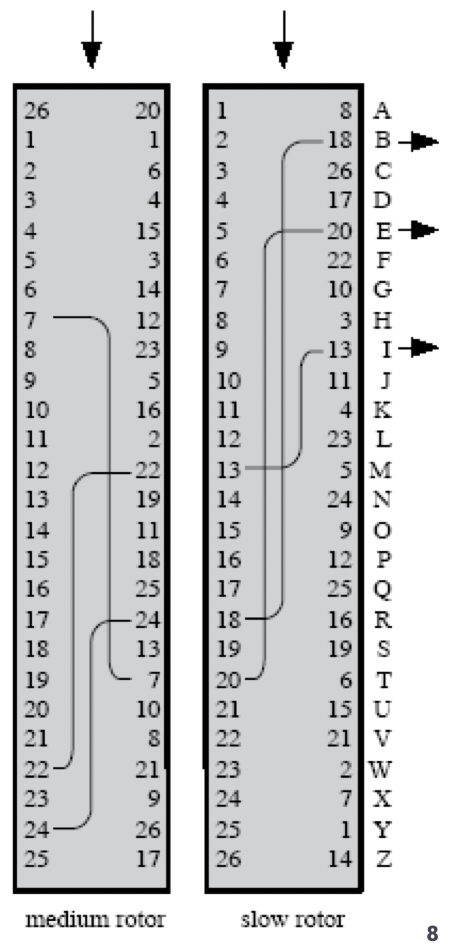 26 20 1 8 A
1 1 2 18 B
2 6 3 26 C
3 4 4 17 D
4 15 5 20 E
5 3 6 22 F
6 14 7 10 G
7 12 8 3 H
8 23 9 13 I
9 5 10 11 J
10 16 11 4 K
11 2 12 23 L
12 22 13 5 M
13 19 14 24 N
14 11 15 9 O
15 18 16 12 P
16 25 17 25 Q
17 24 18 16 R
18 13 19 19 S
19 7 20 6 T
20 10 21 15 U
21 8 22 21 V
22 21 23 2 W
23 9 24 7 X
24 26 25 1 Y
25 17 26 14 Z
medium rotor slow rotor
8